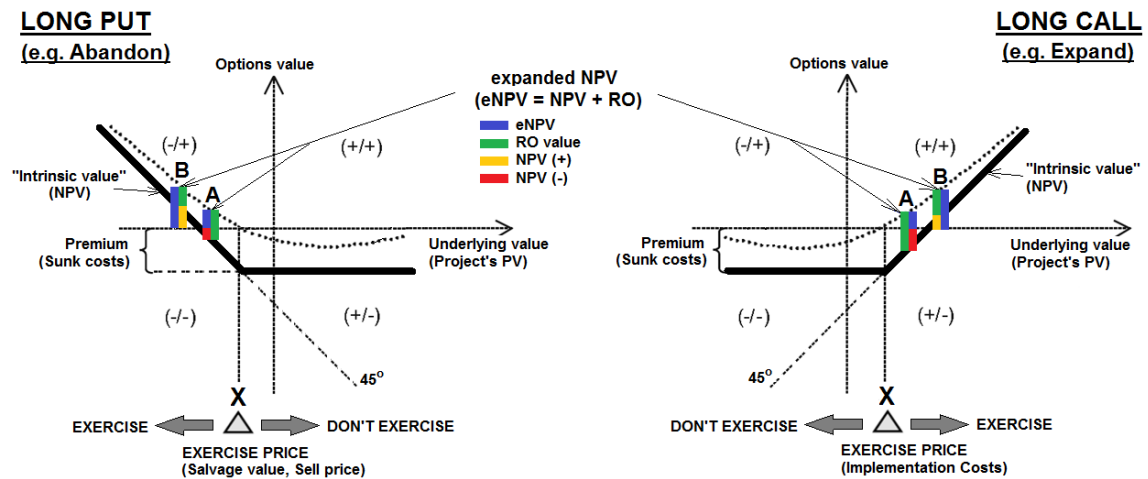 LONG PUT
(e.g. Abandon)
LONG CALL
(e.g. Expand)
Options value
expanded NPV
(eNPV = NPV + RO)
eNPV
RO value
NPV (+)
NPV (-)
Options value
(-/+)
(+/+)
(-/+)
(+/+)
"Intrinsic value"
(NPV)
B
A
A
B
"Intrinsic value"
(NPV)
Premium
(Sunk costs)
Underlying value
(Project's PV)
Premium
(Sunk costs)
Underlying value
(Project's PV)
(-/-)
(+/-)
(-/-)
(+/-)
45o
45o
X
X
EXERCISE
DON'T EXERCISE
DON'T EXERCISE
EXERCISE
EXERCISE PRICE
(Salvage value, Sell price)
EXERCISE PRICE
(Implementation Costs)